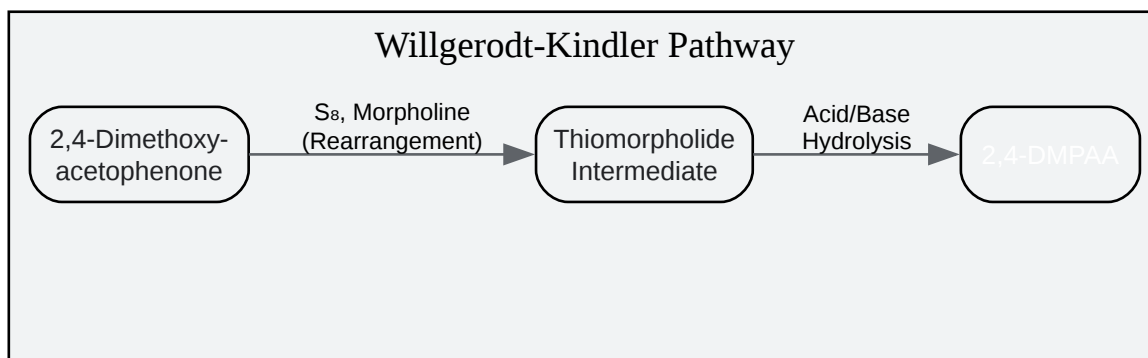 Willgerodt-Kindler Pathway
2,4-Dimethoxy-
acetophenone
S₈, Morpholine
(Rearrangement)
Thiomorpholide
Intermediate
Acid/Base
Hydrolysis
2,4-DMPAA